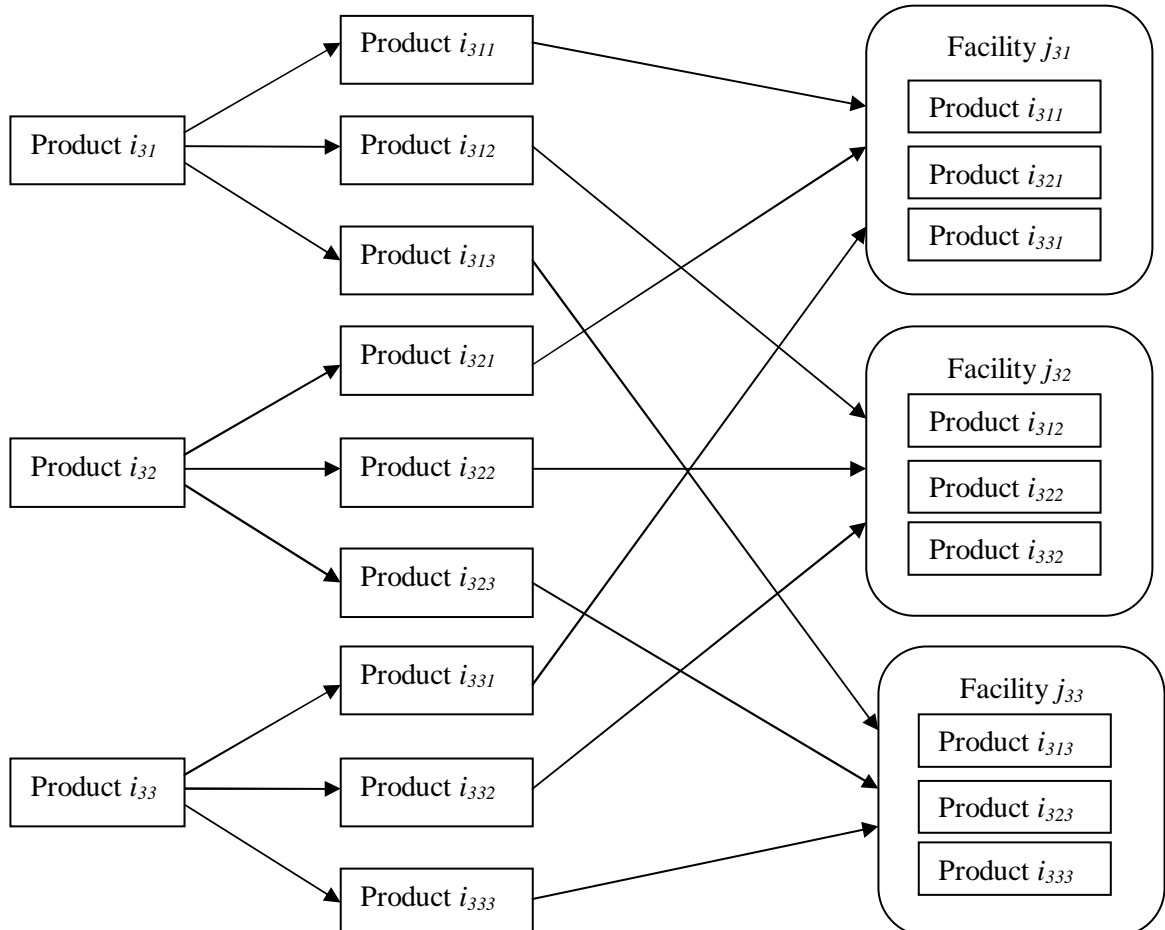 Product i311
Product i312
Product i313
Product i31
Product i321
Product i322
Product i323
Product i32
Product i331
Product i332
Product i333
Product i33
Facility j31
Product i311
Product i321
Product i331
Facility j32
Product i312
Product i322
Product i332
Facility j33
Product i313
Product i323
Product i333